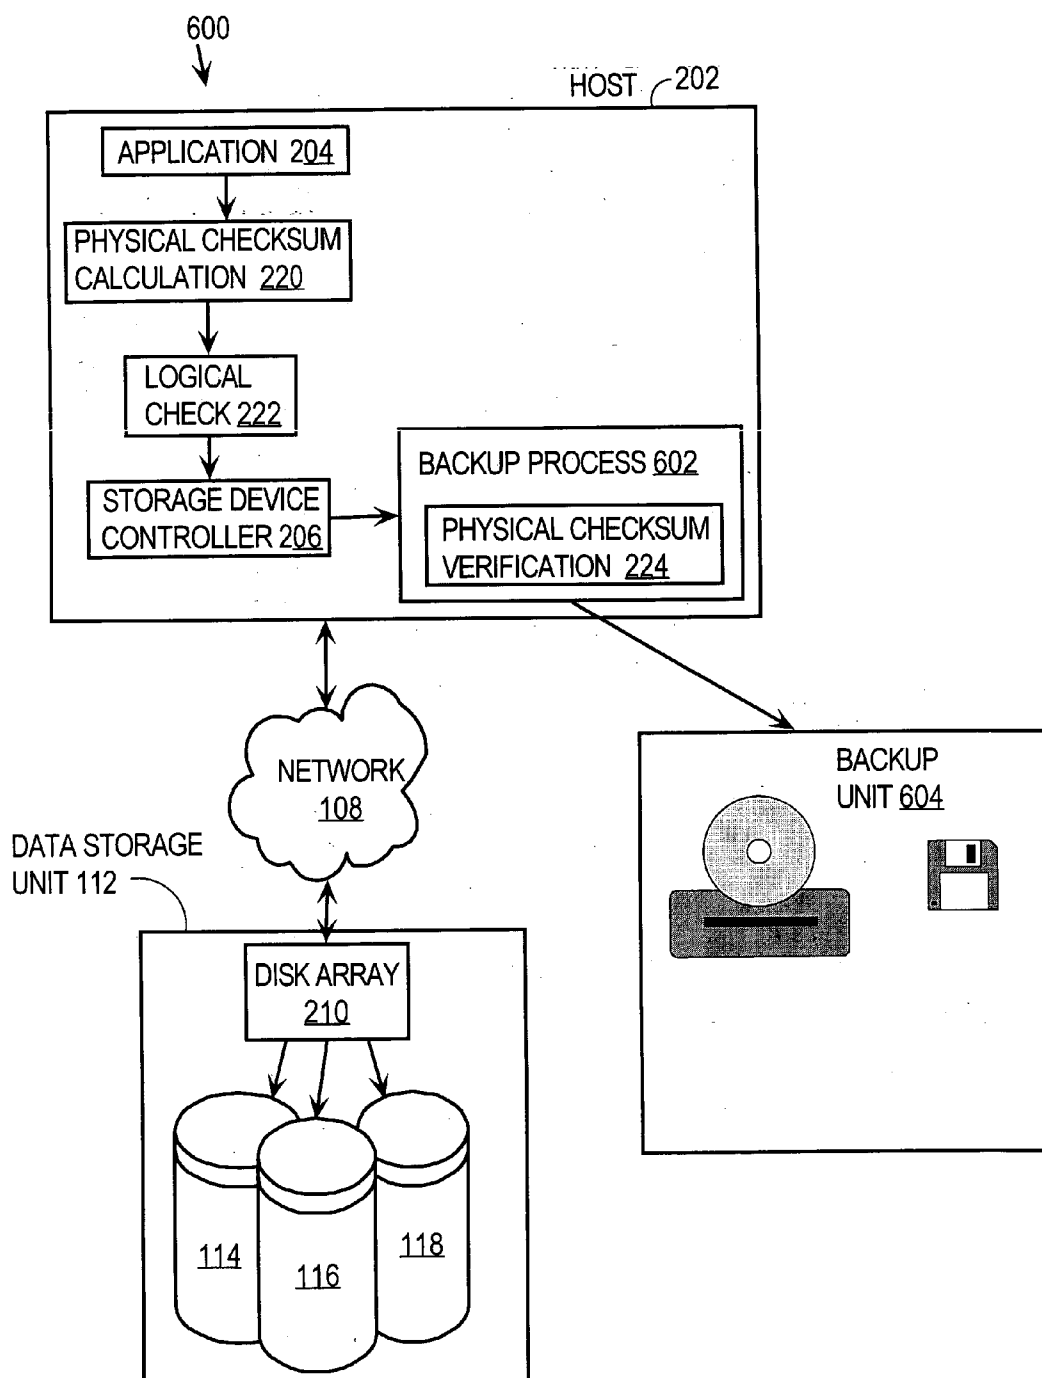 600
HOST 202
APPLICATION 204
PHYSICAL CHECKSUM
CALCULATION 220
LOGICAL
CHECK 222
STORAGE DEVICE
CONTROLLER 206
BACKUP PROCESS 602
PHYSICAL CHECKSUM
VERIFICATION 224
NETWORK
108
BACKUP
UNIT 604
DATA STORAGE
UNIT 112
DISK ARRAY
210
114
116
118